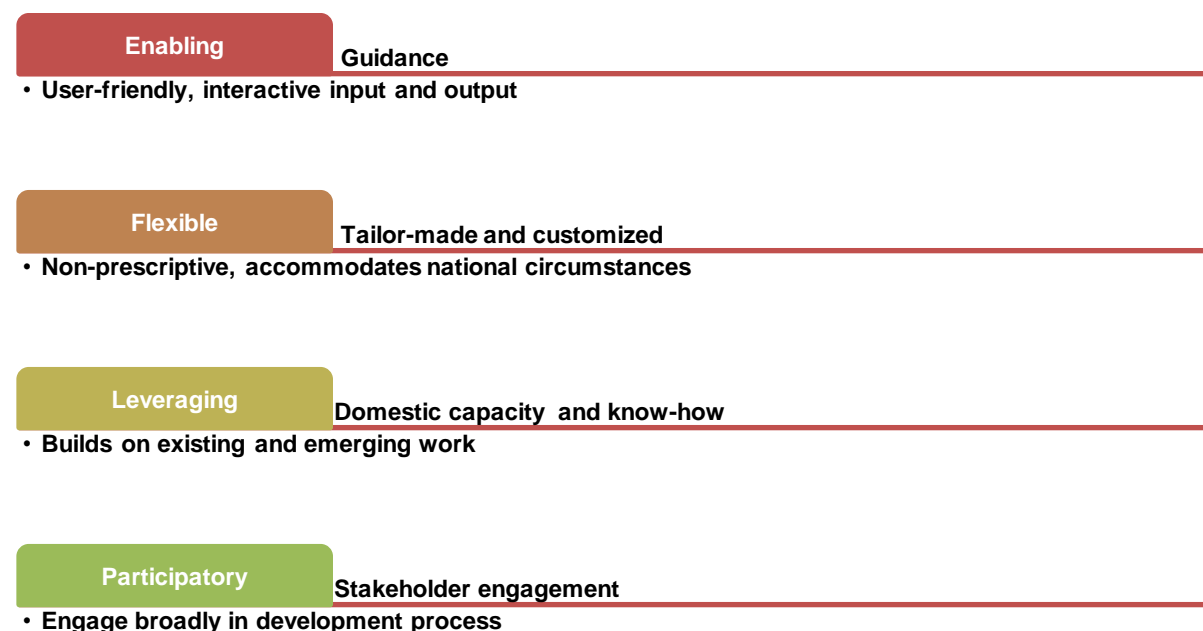 Enabling
Guidance
• User-friendly, interactive input and output
Flexible
Tailor-made and customized
• Non-prescriptive, accommodates national circumstances
Leveraging
Domestic capacity and know-how
• Builds on existing and emerging work
Participatory
Stakeholder engagement
• Engage broadly in development process